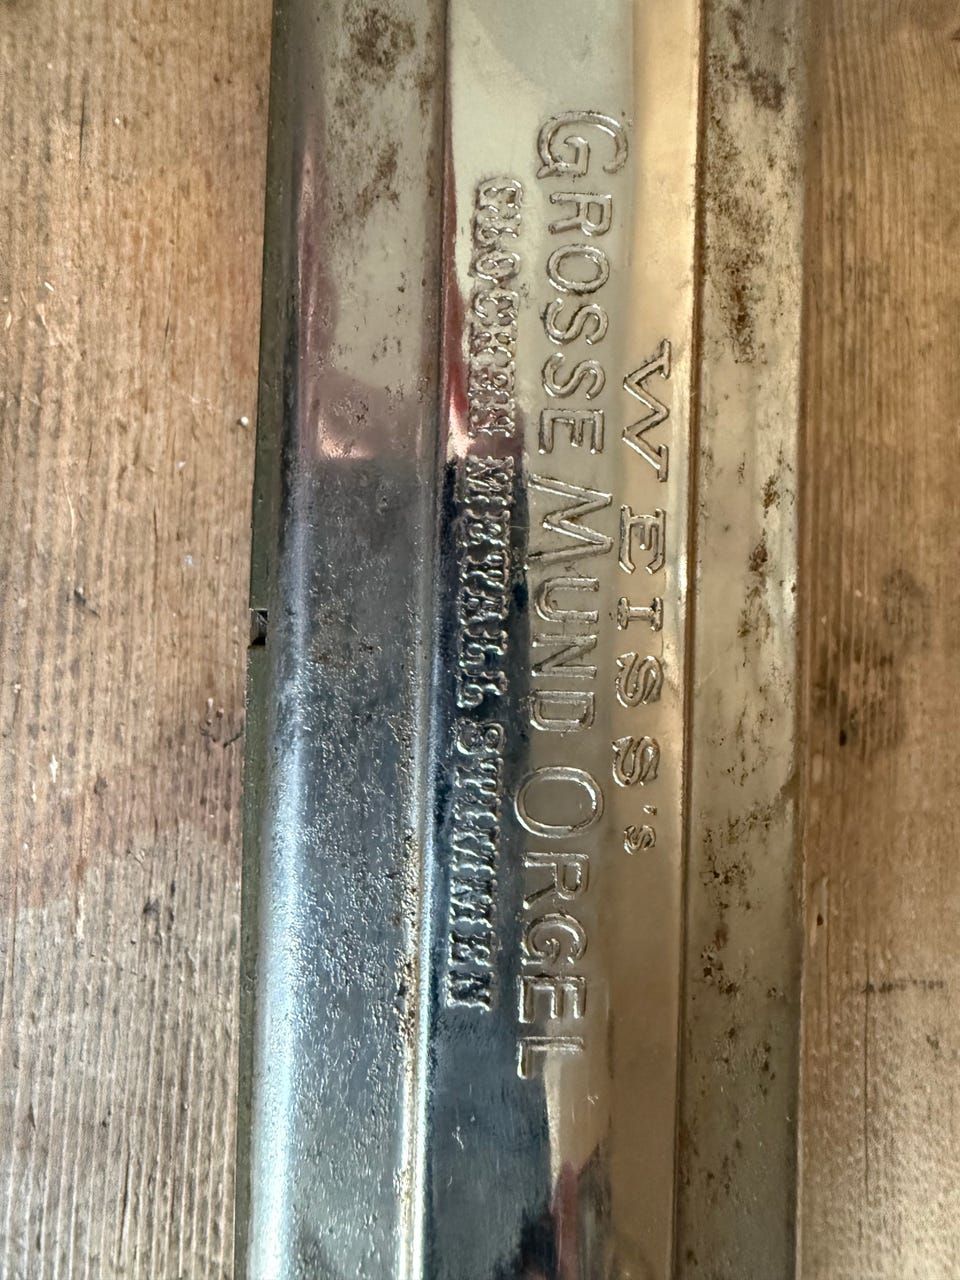 WEISS's
GROSSE MUND ORGEL
GLOCKEN METALL STIMMEN